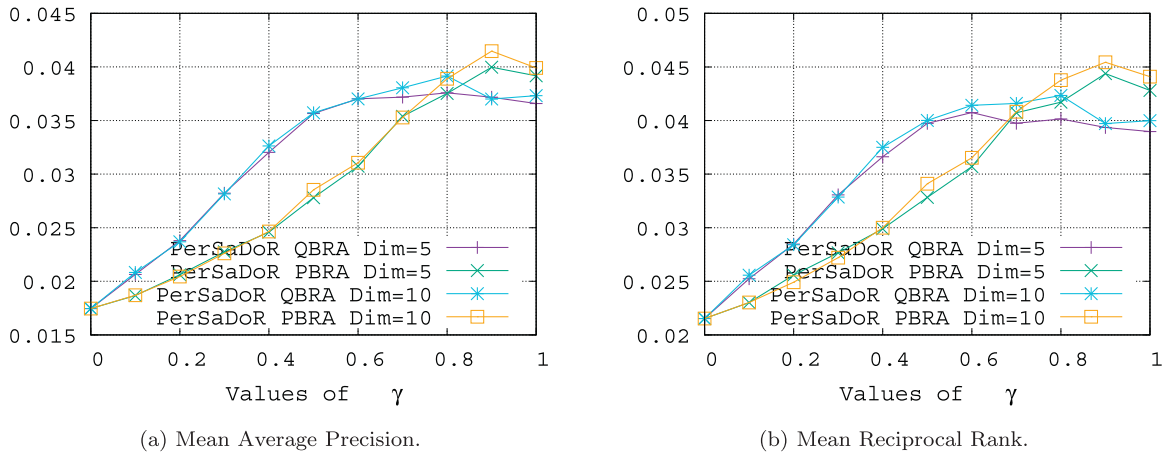 0.045
0.04
0.035
0.03
0.025
0.02
0.015
PerSaDoR QBRA Dim=5
PerSaDoR PBRA Dim=5
PerSaDoR QBRA Dim=10
PerSaDoR PBRA Dim=10
0 0.2 0.4 0.6 0.8 1
Values of γ
(a) Mean Average Precision.
0.05
0.045
0.04
0.035
0.03
0.025
0.02
PerSaDoR QBRA Dim=5
PerSaDoR PBRA Dim=5
PerSaDoR QBRA Dim=10
PerSaDoR PBRA Dim=10
0 0.2 0.4 0.6 0.8 1
Values of γ
(b) Mean Reciprocal Rank.